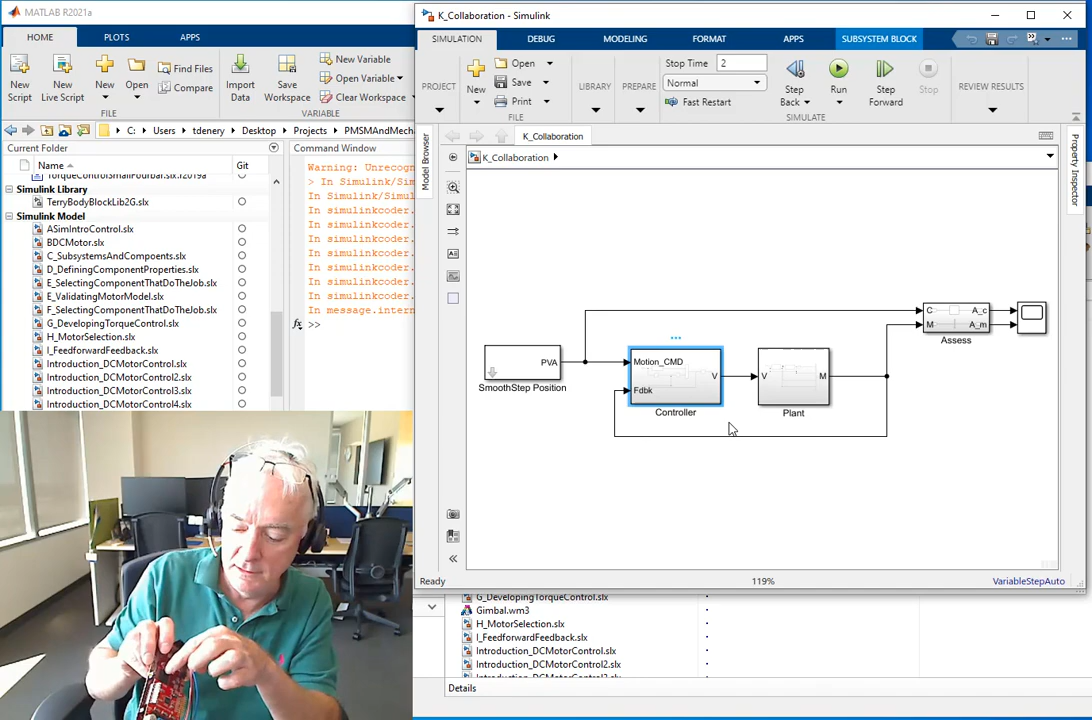 MATLAB R2021a
HOME
PLOTS
APPS
New Script
New Live Script
New
Open
Find Files
Compare
Import Data
Save Workspace
New Variable
Open Variable
Clear Workspace
FILE
VARIABLE
C:
Users
tdenery
Desktop
Projects
PMSMAndMech
Current Folder
Name
Git
TorqueControlSmallFourbar.slx.r2019a
Simulink Library
TerryBodyBlockLib2G.slx
Simulink Model
ASimIntroControl.slx
BDCMotor.slx
C_SubsystemsAndCompoents.slx
D_DefiningComponentProperties.slx
E_SelectingComponentThatDoTheJob.slx
E_ValidatingMotorModel.slx
F_SelectingComponentThatDoTheJob.slx
G_DevelopingTorqueControl.slx
H_MotorSelection.slx
I_FeedforwardFeedback.slx
Introduction_DCMotorControl.slx
Introduction_DCMotorControl2.slx
Introduction_DCMotorControl3.slx
Introduction_DCMotorControl4.slx
Command Window
Warning: Unrecogn
> In Simulink/Sim
In Simulink/Simu
In simulinkcoder.
In simulinkcoder.
In simulinkcoder.
In simulinkcoder.
In simulinkcoder.
In simulinkcoder.
In simulinkcoder.
In message.intern
fx >>
K_Collaboration - Simulink
SIMULATION
DEBUG
MODELING
FORMAT
APPS
SUBSYSTEM BLOCK
PROJECT
New
Open
Save
Print
FILE
LIBRARY
PREPARE
Stop Time 2
Normal
Fast Restart
Step Back
Run
Step Forward
Stop
SIMULATE
REVIEW RESULTS
K_Collaboration
K_Collaboration
Model Browser
Property Inspector
PVA
SmoothStep Position
Motion_CMD
V
Fdbk
Controller
V
M
Plant
C
A_c
M
A_m
Assess
Ready
119%
VariableStepAuto
G_DevelopingTorqueControl.slx
Gimbal.wm3
H_MotorSelection.slx
I_FeedforwardFeedback.slx
Introduction_DCMotorControl.slx
Introduction_DCMotorControl2.slx
Details